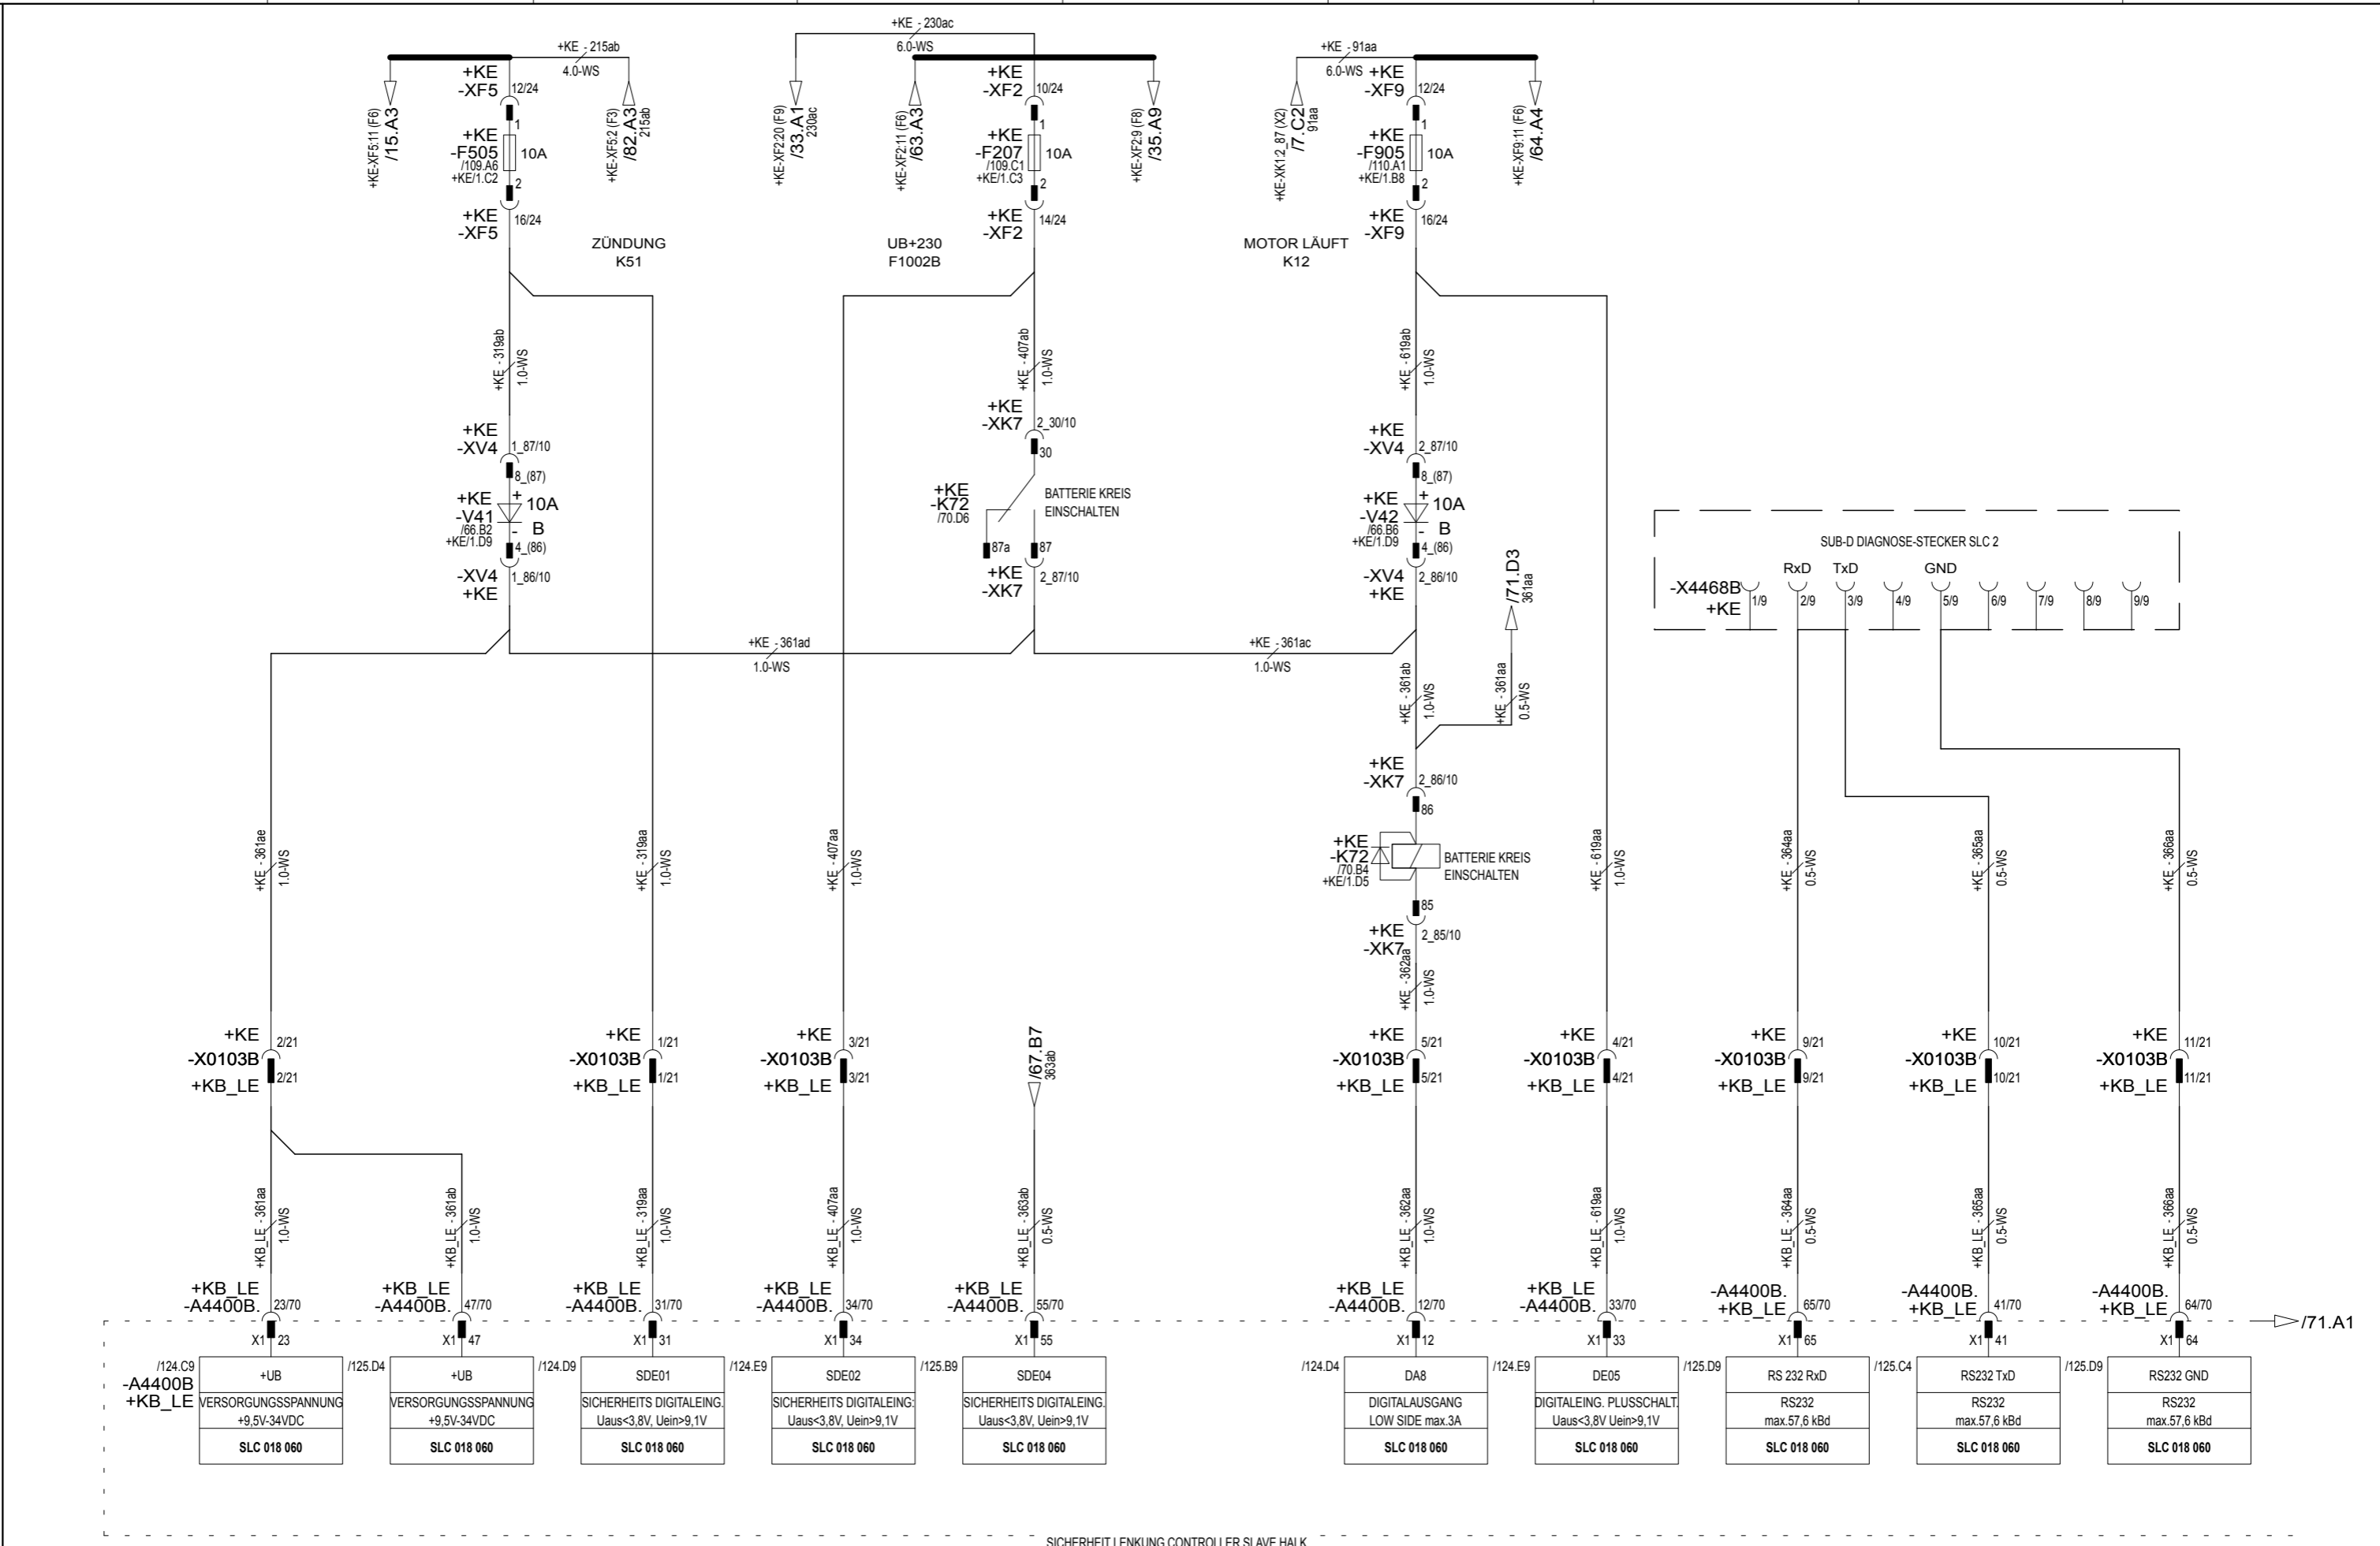 +KE - 215ab
4.0-WS
+KE - 230ac
6.0-WS
+KE - 91aa
6.0-WS
+KE-XF5:11 (F6)
/15.A3
+KE
-XF5
12/24
1
+KE
-F505
/109.A6
+KE/1.C2
10A
2
+KE
-XF5
16/24
+KE-XF5:2 (F3)
/82.A3
215ab
ZÜNDUNG
K51
+KE-XF2:20 (F9)
/33.A1
230ac
+KE-XF2:11 (F6)
/63.A3
+KE
-XF2
10/24
1
+KE
-F207
/109.C1
+KE/1.C3
10A
2
+KE
-XF2
14/24
+KE-XF2:9 (F8)
/35.A9
UB+230
F1002B
+KE-XK1:2_87 (X2)
/7.C2
91aa
+KE
-XF9
12/24
1
+KE
-F905
/110.A1
+KE/1.B8
10A
2
+KE
-XF9
16/24
+KE-XF9:11 (F6)
/64.A4
MOTOR LÄUFT
K12
+KE - 319ab
1.0-WS
+KE - 407ab
1.0-WS
+KE - 619ab
1.0-WS
+KE
-XV4
1_87/10
8_(87)
+KE
-V41
/66.B2
+KE/1.D9
+
10A
-
B
4_(86)
-XV4
+KE
1_86/10
+KE
-XK7
2_30/10
30
+KE
-K72
/70.D6
BATTERIE KREIS
EINSCHALTEN
87a
87
+KE
-XK7
2_87/10
+KE
-XV4
2_87/10
8_(87)
+KE
-V42
/66.B6
+KE/1.D9
+
10A
-
B
4_(86)
-XV4
+KE
2_86/10
/71.D3
361aa
SUB-D DIAGNOSE-STECKER SLC 2
RxD
TxD
GND
-X4468B
+KE
1/9
2/9
3/9
4/9
5/9
6/9
7/9
8/9
9/9
+KE - 361ad
1.0-WS
+KE - 361ac
1.0-WS
+KE - 361ab
1.0-WS
+KE - 361aa
0.5-WS
+KE
-XK7
2_86/10
86
+KE
-K72
/70.B4
+KE/1.D5
BATTERIE KREIS
EINSCHALTEN
85
+KE
-XK7
2_85/10
+KE - 362aa
1.0-WS
+KE - 361ae
1.0-WS
+KE - 319aa
1.0-WS
+KE - 407aa
1.0-WS
+KE - 619aa
1.0-WS
+KE - 364aa
0.5-WS
+KE - 365aa
0.5-WS
+KE - 366aa
0.5-WS
+KE
-X0103B
+KB_LE
2/21
2/21
+KE
-X0103B
+KB_LE
1/21
1/21
+KE
-X0103B
+KB_LE
3/21
3/21
/67.B7
363ab
+KE
-X0103B
+KB_LE
5/21
5/21
+KE
-X0103B
+KB_LE
4/21
4/21
+KE
-X0103B
+KB_LE
9/21
9/21
+KE
-X0103B
+KB_LE
10/21
10/21
+KE
-X0103B
+KB_LE
11/21
11/21
+KB_LE - 361aa
1.0-WS
+KB_LE - 361ab
1.0-WS
+KB_LE - 319aa
1.0-WS
+KB_LE - 407aa
1.0-WS
+KB_LE - 363ab
0.5-WS
+KB_LE - 362aa
1.0-WS
+KB_LE - 619aa
1.0-WS
+KB_LE - 364aa
0.5-WS
+KB_LE - 365aa
0.5-WS
+KB_LE - 366aa
0.5-WS
+KB_LE
-A4400B.
23/70
X1
23
+KB_LE
-A4400B.
47/70
X1
47
+KB_LE
-A4400B.
31/70
X1
31
+KB_LE
-A4400B.
34/70
X1
34
+KB_LE
-A4400B.
55/70
X1
55
+KB_LE
-A4400B.
12/70
X1
12
+KB_LE
-A4400B.
33/70
X1
33
-A4400B.
+KB_LE
65/70
X1
65
-A4400B.
+KB_LE
41/70
X1
41
-A4400B.
+KB_LE
64/70
X1
64
/71.A1
-A4400B
+KB_LE
/124.C9
+UB
VERSORGUNGSSPANNUNG
+9,5V-34VDC
SLC 018 060
/125.D4
+UB
VERSORGUNGSSPANNUNG
+9,5V-34VDC
SLC 018 060
/124.D9
SDE01
SICHERHEITS DIGITALEING.
Uaus<3,8V, Uein>9,1V
SLC 018 060
/124.E9
SDE02
SICHERHEITS DIGITALEING:
Uaus<3,8V, Uein>9,1V
SLC 018 060
/125.B9
SDE04
SICHERHEITS DIGITALEING.
Uaus<3,8V, Uein>9,1V
SLC 018 060
/124.D4
DA8
DIGITALAUSGANG
LOW SIDE max.3A
SLC 018 060
/124.E9
DE05
DIGITALEING. PLUSSCHALT.
Uaus<3,8V Uein>9,1V
SLC 018 060
/125.D9
RS 232 RxD
RS232
max.57,6 kBd
SLC 018 060
/125.C4
RS232 TxD
RS232
max.57,6 kBd
SLC 018 060
/125.D9
RS232 GND
RS232
max.57,6 kBd
SLC 018 060
SICHERHEIT LENKUNG CONTROLLER SLAVE HALK